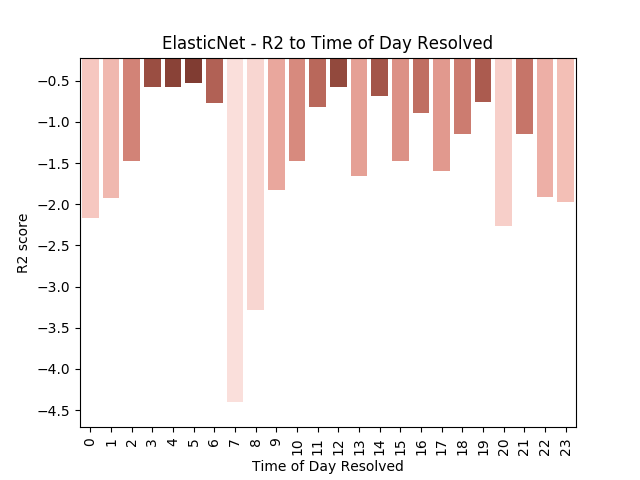 ElasticNet - R2 to Time of Day Resolved
−0.5
−1.0
−1.5
−2.0
−2.5
−3.0
−3.5
−4.0
−4.5
R2 score
0 1 2 3 4 5 6 7 8 9 10 11 12 13 14 15 16 17 18 19 20 21 22 23
Time of Day Resolved